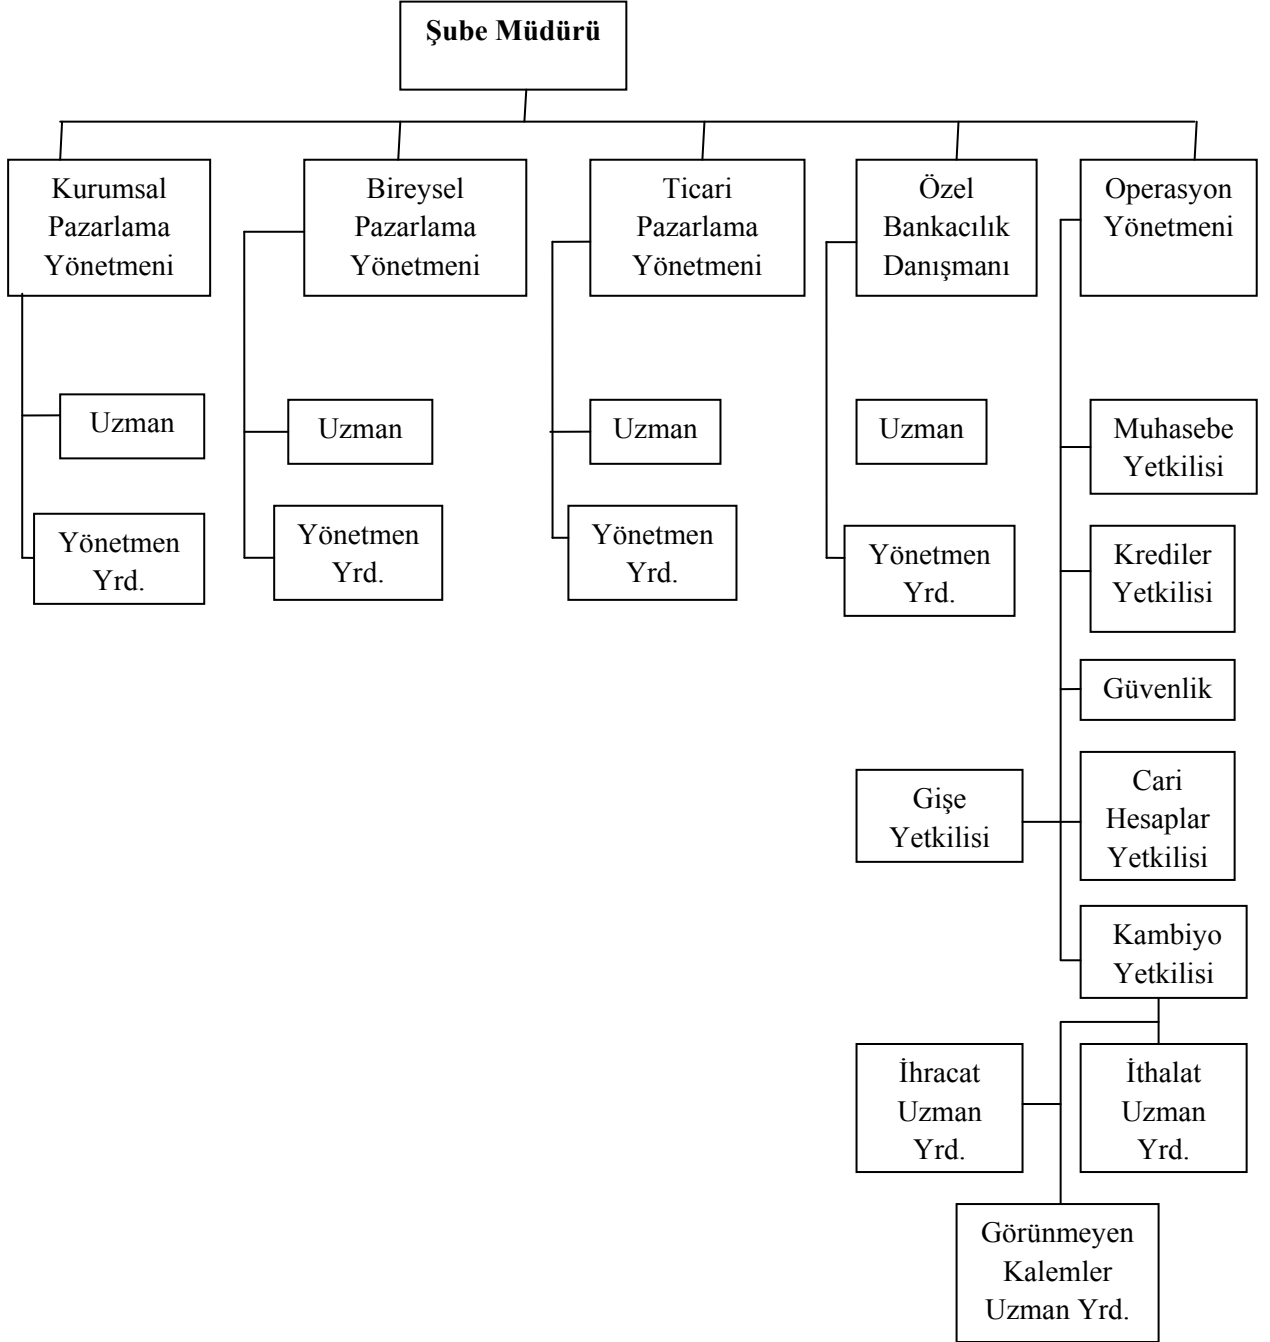 Şube Müdürü
Kurumsal
Pazarlama
Yönetmeni
Bireysel
Pazarlama
Yönetmeni
Ticari
Pazarlama
Yönetmeni
Özel
Bankacılık
Danışmanı
Operasyon
Yönetmeni
Uzman
Uzman
Uzman
Uzman
Muhasebe
Yetkilisi
Yönetmen
Yrd.
Yönetmen
Yrd.
Yönetmen
Yrd.
Yönetmen
Yrd.
Krediler
Yetkilisi
Güvenlik
Gişe
Yetkilisi
Cari
Hesaplar
Yetkilisi
Kambiyo
Yetkilisi
İhracat
Uzman
Yrd.
İthalat
Uzman
Yrd.
Görünmeyen
Kalemler
Uzman Yrd.